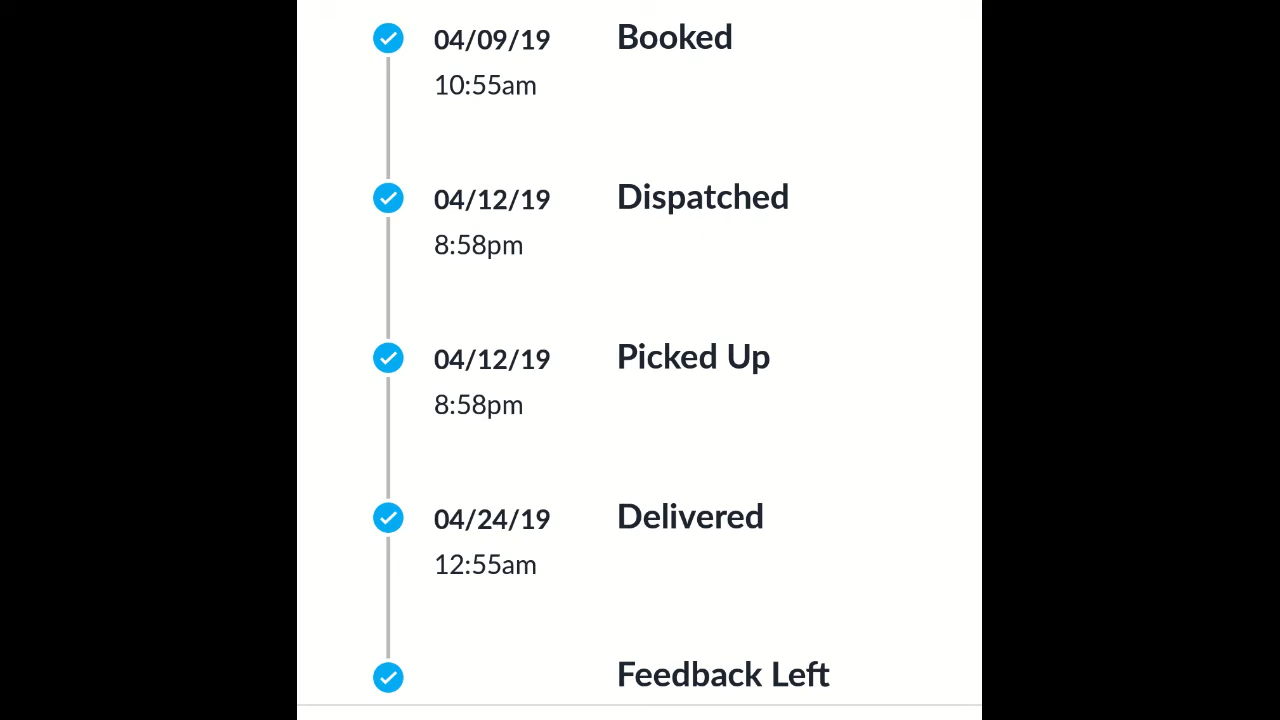 04/09/19 Booked
10:55am
04/12/19 Dispatched
8:58pm
04/12/19 Picked Up
8:58pm
04/24/19 Delivered
12:55am
Feedback Left